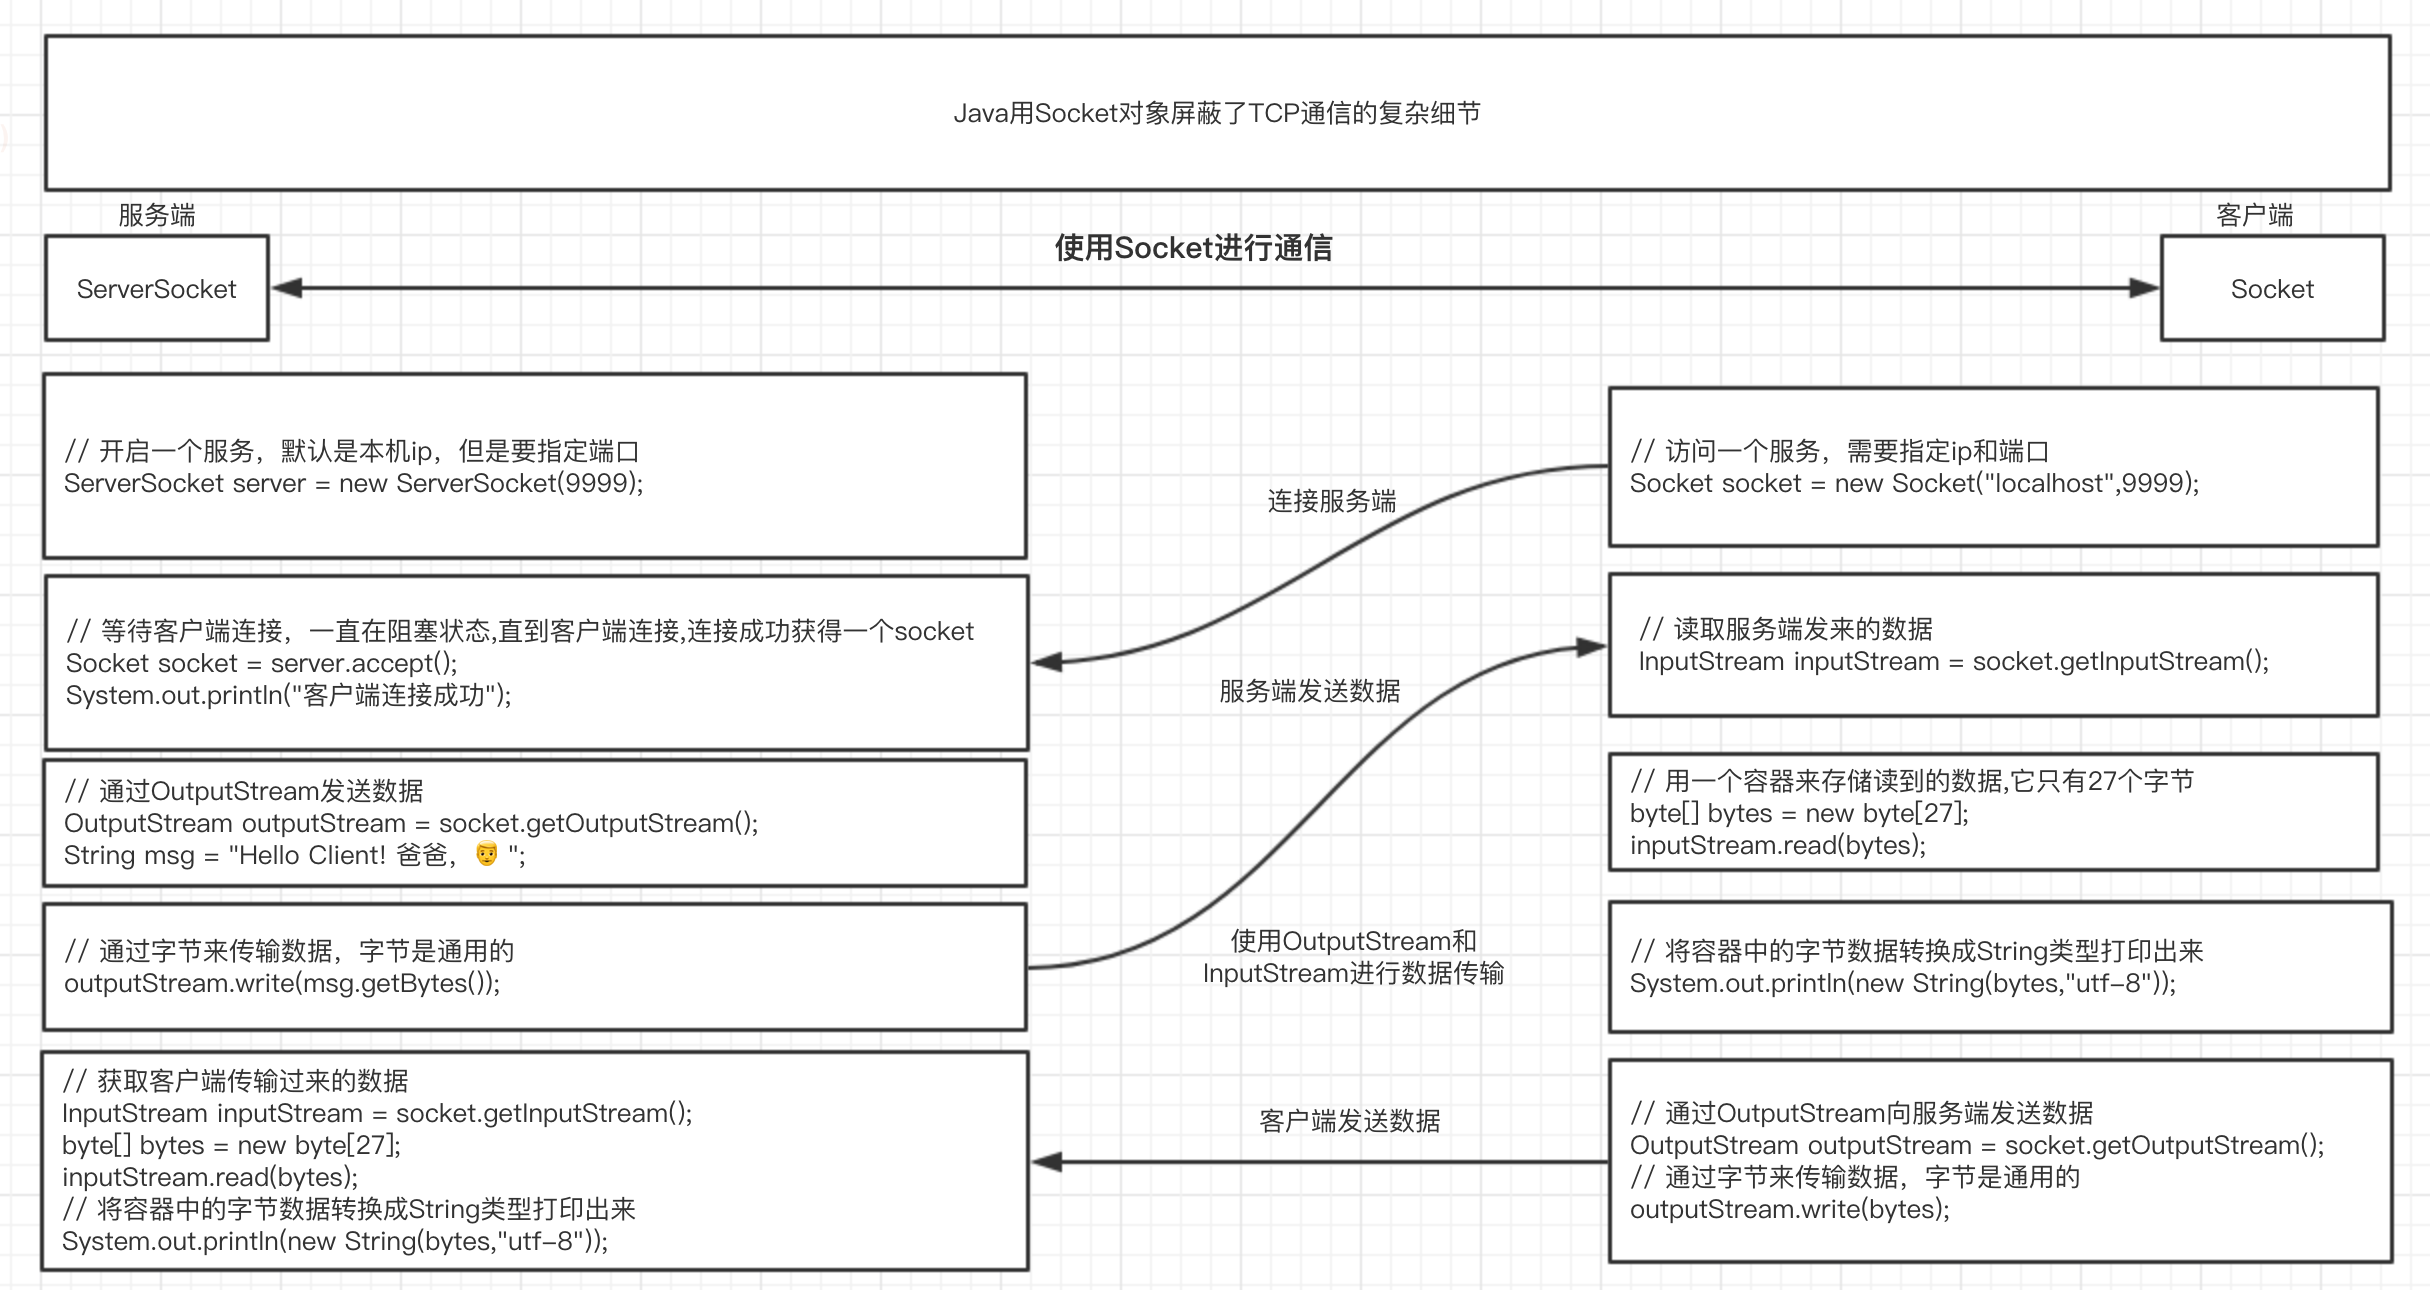 Java用Socket对象屏蔽了TCP通信的复杂细节
服务端
客户端
使用Socket进行通信
ServerSocket
Socket
// 开启一个服务，默认是本机ip，但是要指定端口
ServerSocket server = new ServerSocket(9999);
// 访问一个服务，需要指定ip和端口
Socket socket = new Socket("localhost",9999);
连接服务端
// 等待客户端连接，一直在阻塞状态,直到客户端连接,连接成功获得一个socket
Socket socket = server.accept();
System.out.println("客户端连接成功");
// 读取服务端发来的数据
InputStream inputStream = socket.getInputStream();
服务端发送数据
// 通过OutputStream发送数据
OutputStream outputStream = socket.getOutputStream();
String msg = "Hello Client! 爸爸，👨 ";
// 用一个容器来存储读到的数据,它只有27个字节
byte[] bytes = new byte[27];
inputStream.read(bytes);
// 通过字节来传输数据，字节是通用的
outputStream.write(msg.getBytes());
使用OutputStream和
InputStream进行数据传输
// 将容器中的字节数据转换成String类型打印出来
System.out.println(new String(bytes,"utf-8"));
// 获取客户端传输过来的数据
InputStream inputStream = socket.getInputStream();
byte[] bytes = new byte[27];
inputStream.read(bytes);
// 将容器中的字节数据转换成String类型打印出来
System.out.println(new String(bytes,"utf-8"));
客户端发送数据
// 通过OutputStream向服务端发送数据
OutputStream outputStream = socket.getOutputStream();
// 通过字节来传输数据，字节是通用的
outputStream.write(bytes);